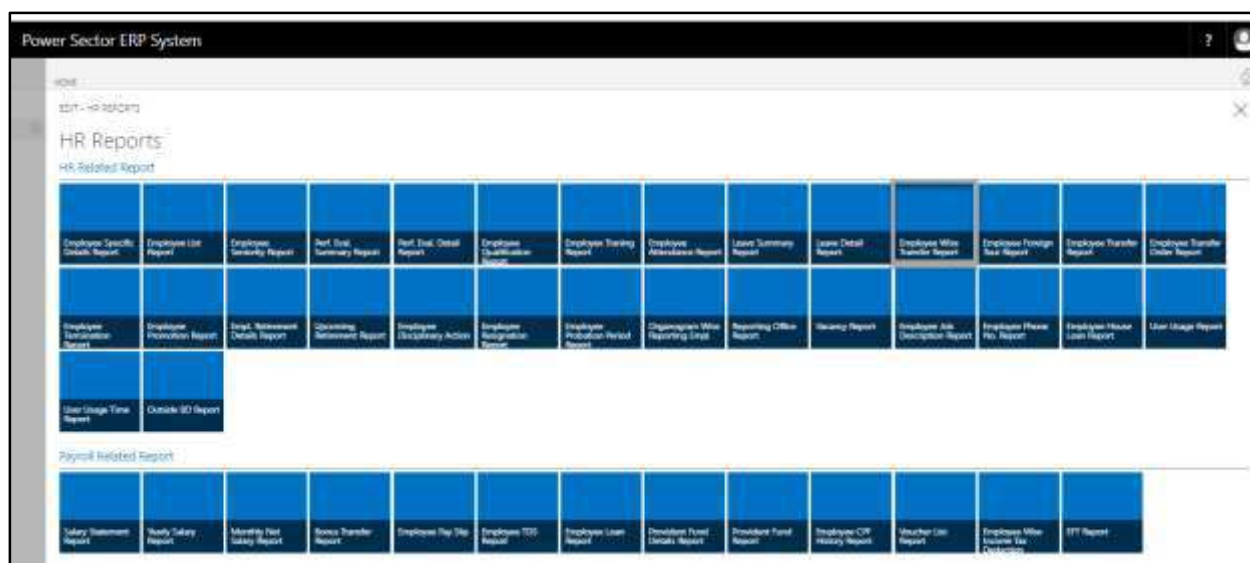 Power Sector ERP System
?
HOME
EDIT - HR REPORTS
HR Reports
HR Related Report
Employee Specific Details Report
Employee List Report
Employee Seniority Report
Perf. Eval. Summary Report
Perf. Eval. Detail Report
Employee Qualification Report
Employee Traning Report
Employee Attendance Report
Leave Summary Report
Leave Detail Report
Employee Wise Transfer Report
Employee Foreign Tour Report
Employee Transfer Report
Employee Transfer Order Report
Employee Termination Report
Employee Promotion Report
Empl. Retirement Details Report
Upcoming Retirement Report
Employee Disciplinary Action
Employee Resignation Report
Employee Probation Period Report
Organogram Wise Reporting Empl.
Reporting Office Report
Vacancy Report
Employee Job Description Report
Employee Phone No. Report
Employee House Loan Report
User Usage Report
User Usage Time Report
Outside BD Report
Payroll Related Report
Salary Statement Report
Yearly Salary Report
Monthly Net Salary Report
Bonus Transfer Report
Employee Pay Slip
Employee TDS Report
Employee Loan Report
Provident Fund Details Report
Provident Fund Report
Employee CPF History Report
Voucher List Report
Employee Wise Income Tax Deduction
EFT Report